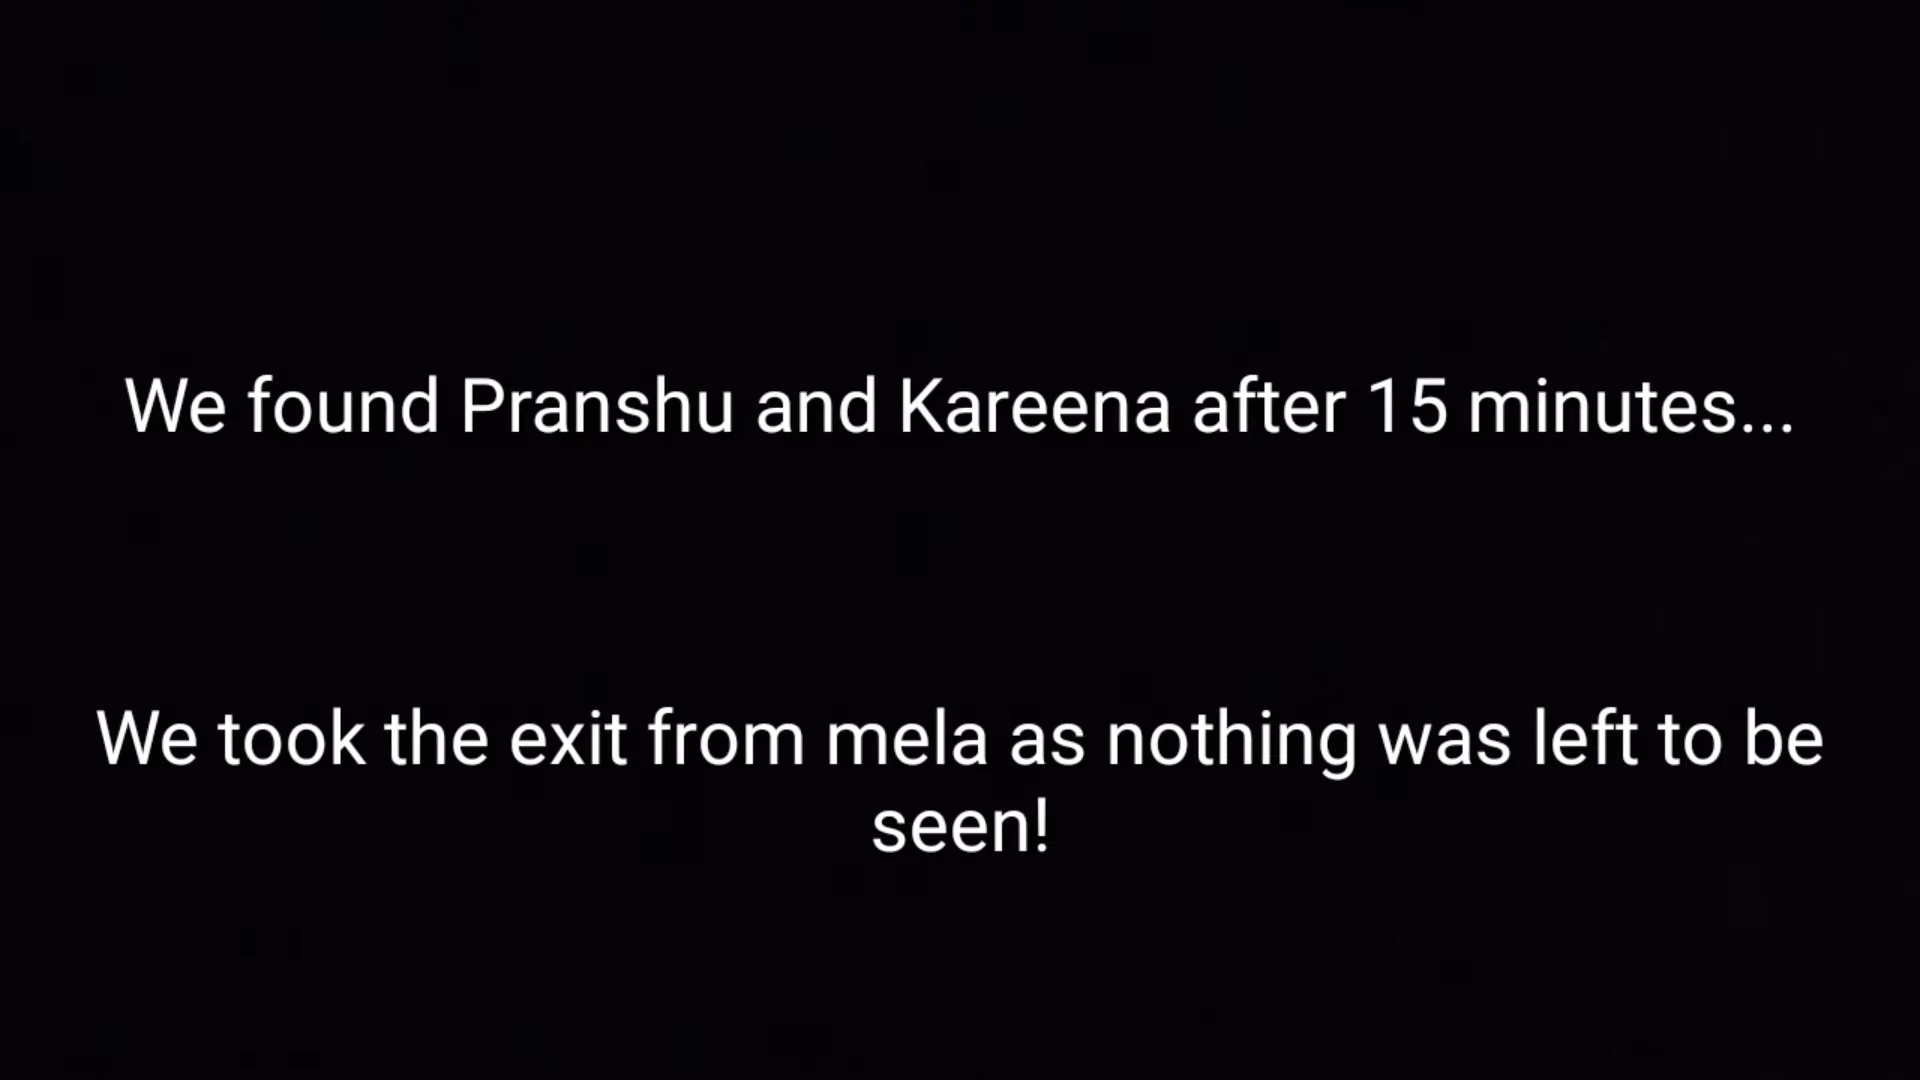 We found Pranshu and Kareena after 15 minutes...
We took the exit from mela as nothing was left to be
seen!